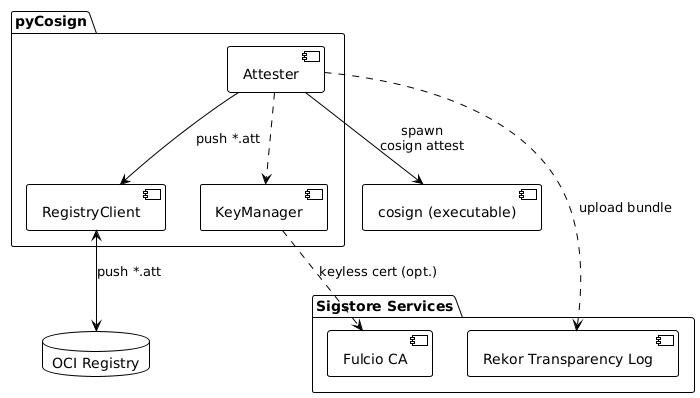 pyCosign
Attester
push *.att
spawn
cosign attest
RegistryClient
KeyManager
cosign (executable)
upload bundle
push *.att
keyless cert (opt.)
Sigstore Services
OCI Registry
Fulcio CA
Rekor Transparency Log